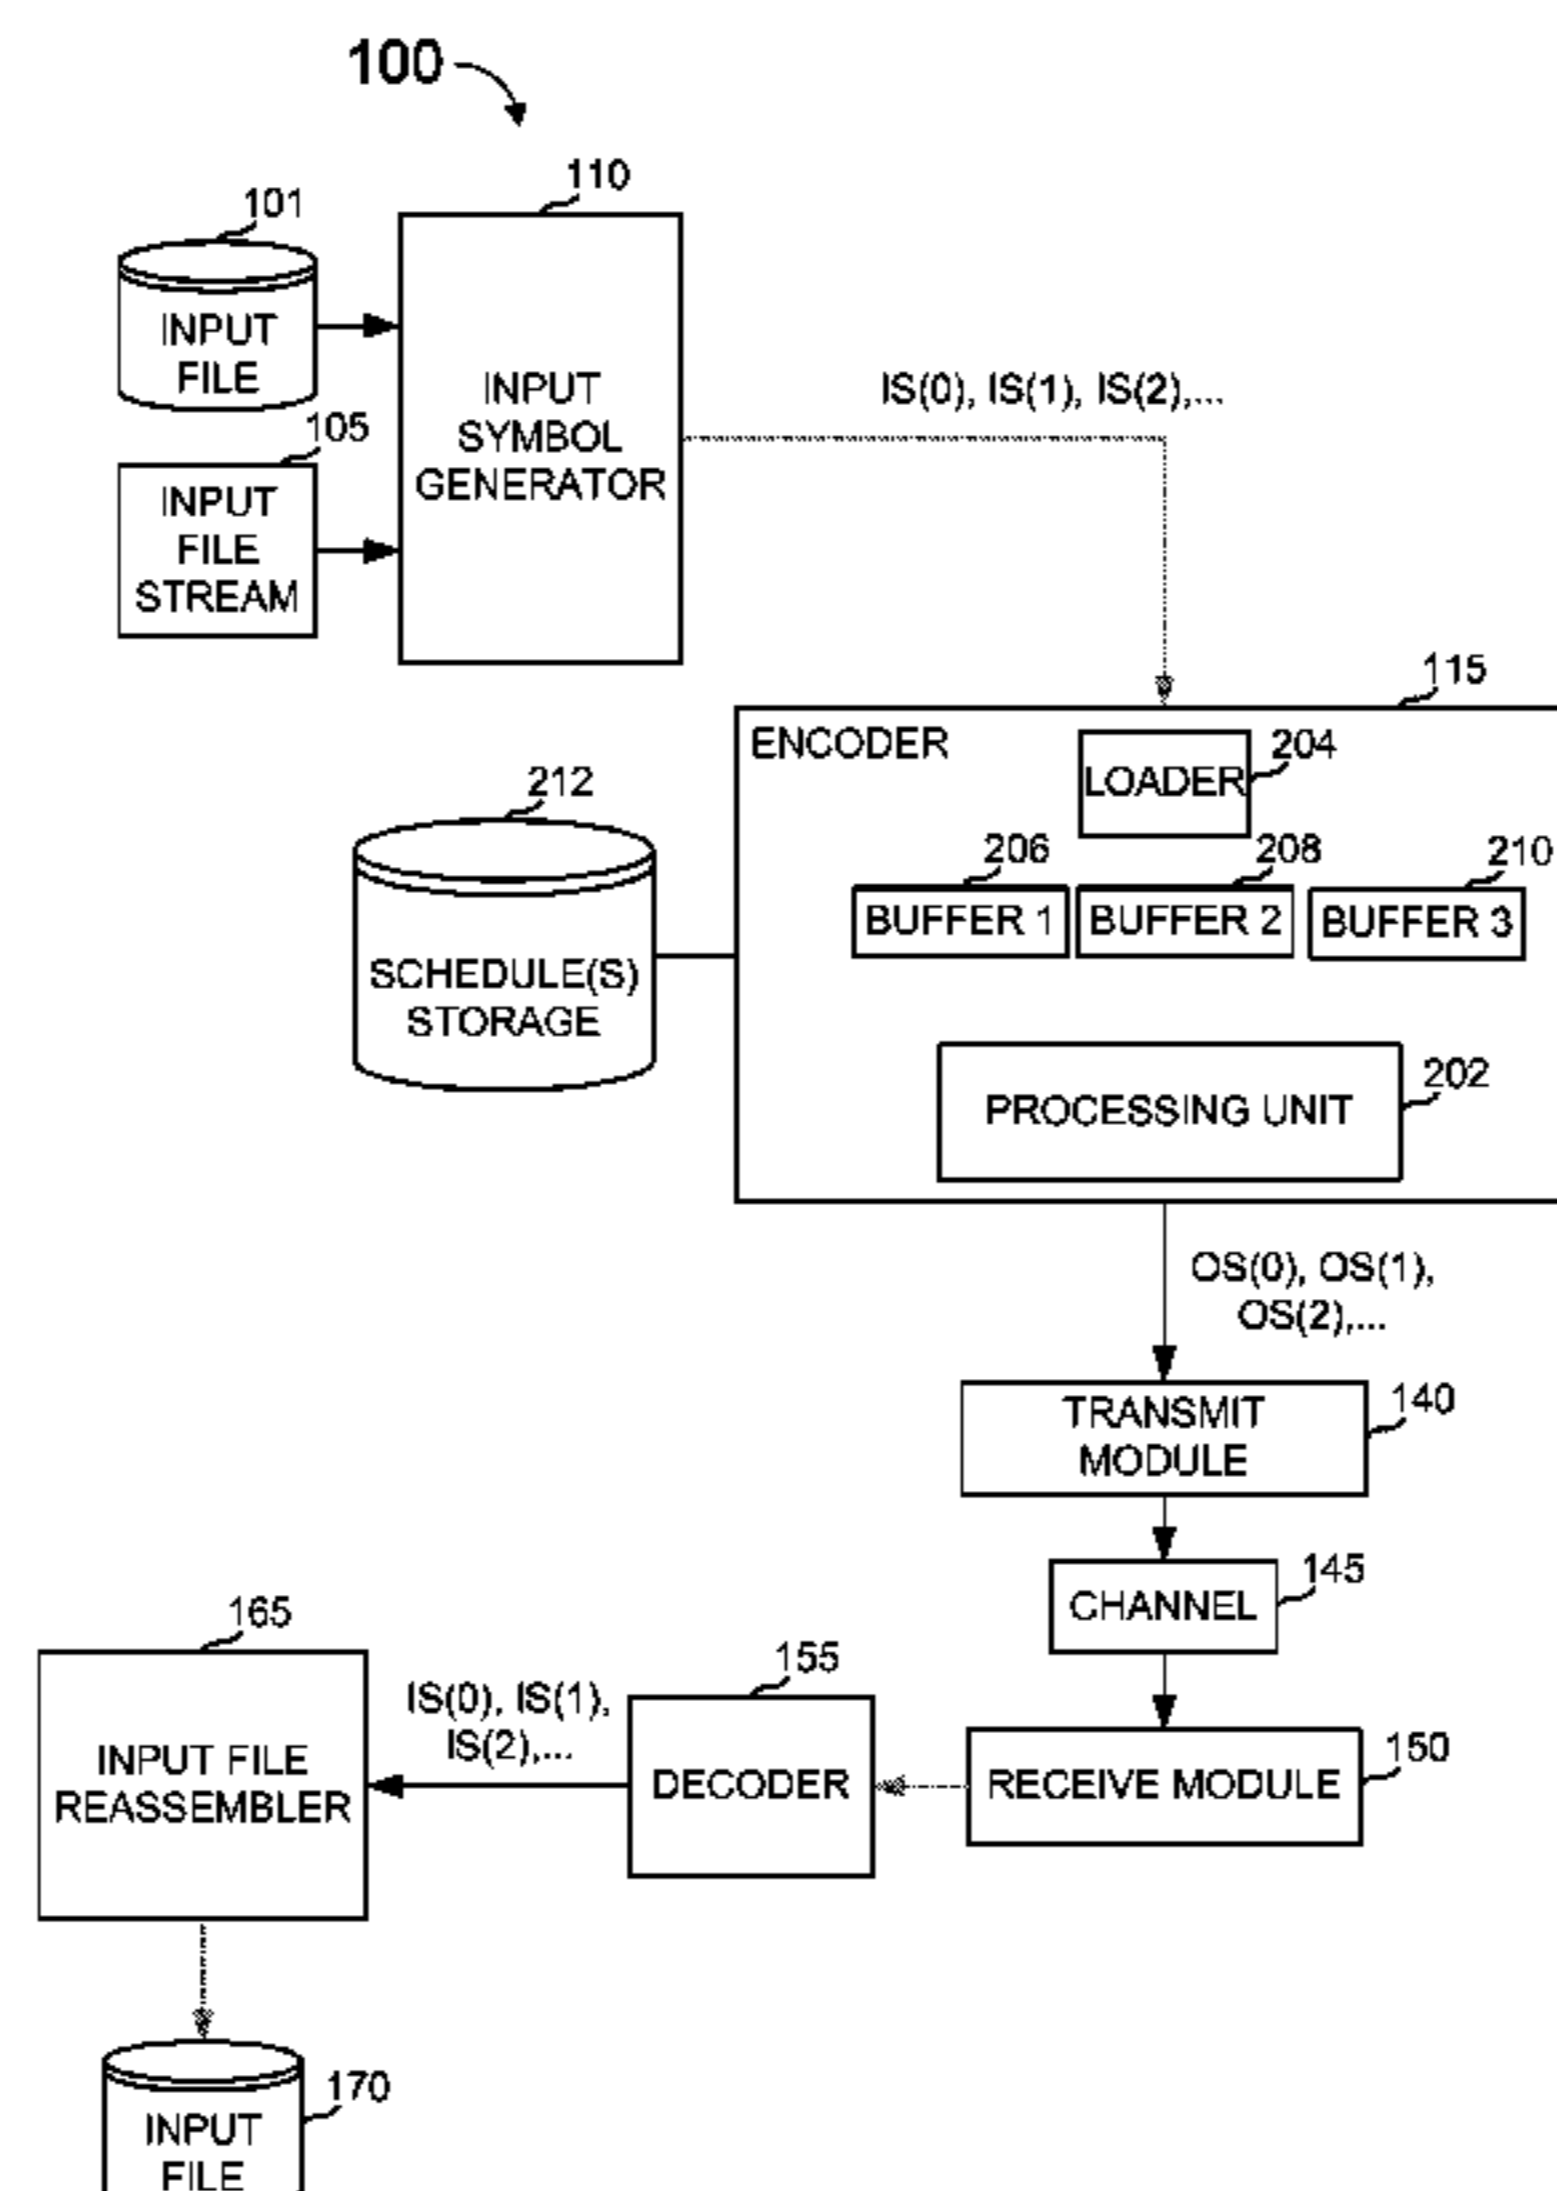 100
101
110
INPUT
FILE
105
INPUT
FILE
STREAM
INPUT
SYMBOL
GENERATOR
IS(0), IS(1), IS(2),...
115
ENCODER
LOADER
204
212
SCHEDULE(S)
STORAGE
206
208
210
BUFFER 1
BUFFER 2
BUFFER 3
PROCESSING UNIT
202
OS(0), OS(1),
OS(2),...
TRANSMIT
MODULE
140
CHANNEL
145
RECEIVE MODULE
150
155
DECODER
IS(0), IS(1),
IS(2),...
165
INPUT FILE
REASSEMBLER
170
INPUT
FILE